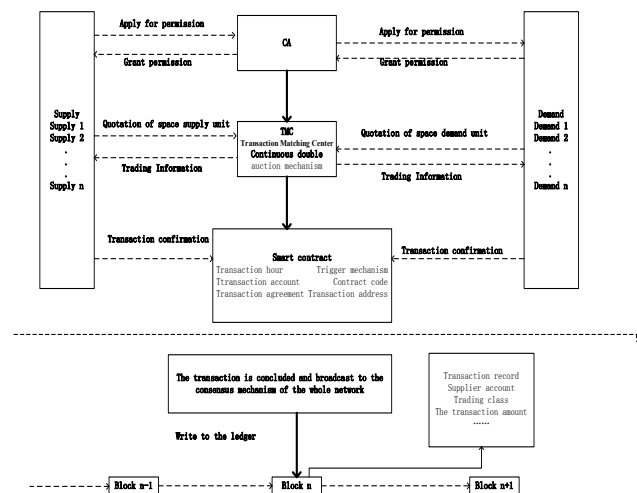 Apply for permission
Grant permission
CA
Apply for permission
Grant permission
Supply
Supply 1
Supply 2
.
.
.
Supply n
Quotation of space supply unit
Trading Information
TMC
Transaction Matching Center
Continuous double
auction mechanism
Quotation of space demand unit
Trading Information
Demand
Demand 1
Demand 2
.
.
.
Demand n
Transaction confirmation
Smart contract
Transaction hour Trigger mechanism
Ttransaction account Contract code
Transaction agreement Transaction address
Transaction confirmation
The transaction is concluded and broadcast to the
consensus mechanism of the whole network
Transaction record
Supplier account
Trading class
The transaction amount
......
Write to the ledger
Block n-1
Block n
Block n+1